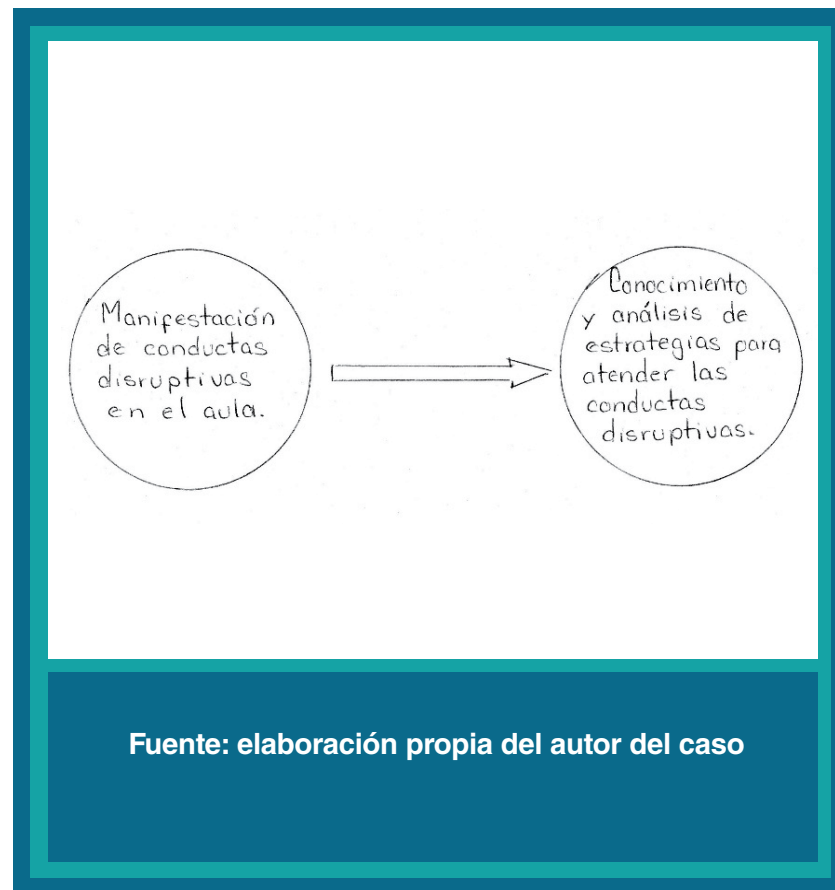 Manifestación
de conductas
disruptivas
en el aula.
Conocimiento
y análisis de
estrategias para
atender las
conductas
disruptivas.
Fuente: elaboración propia del autor del caso